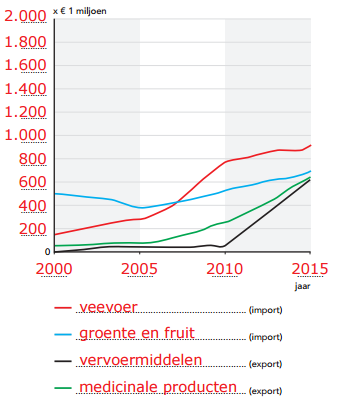 x € 1 miljoen
2.000
1.800
1.600
1.400
1.200
1.000
800
600
400
200
0
2000 2005 2010 2015
jaar
veevoer (import)
groente en fruit (import)
vervoermiddelen (export)
medicinale producten (export)